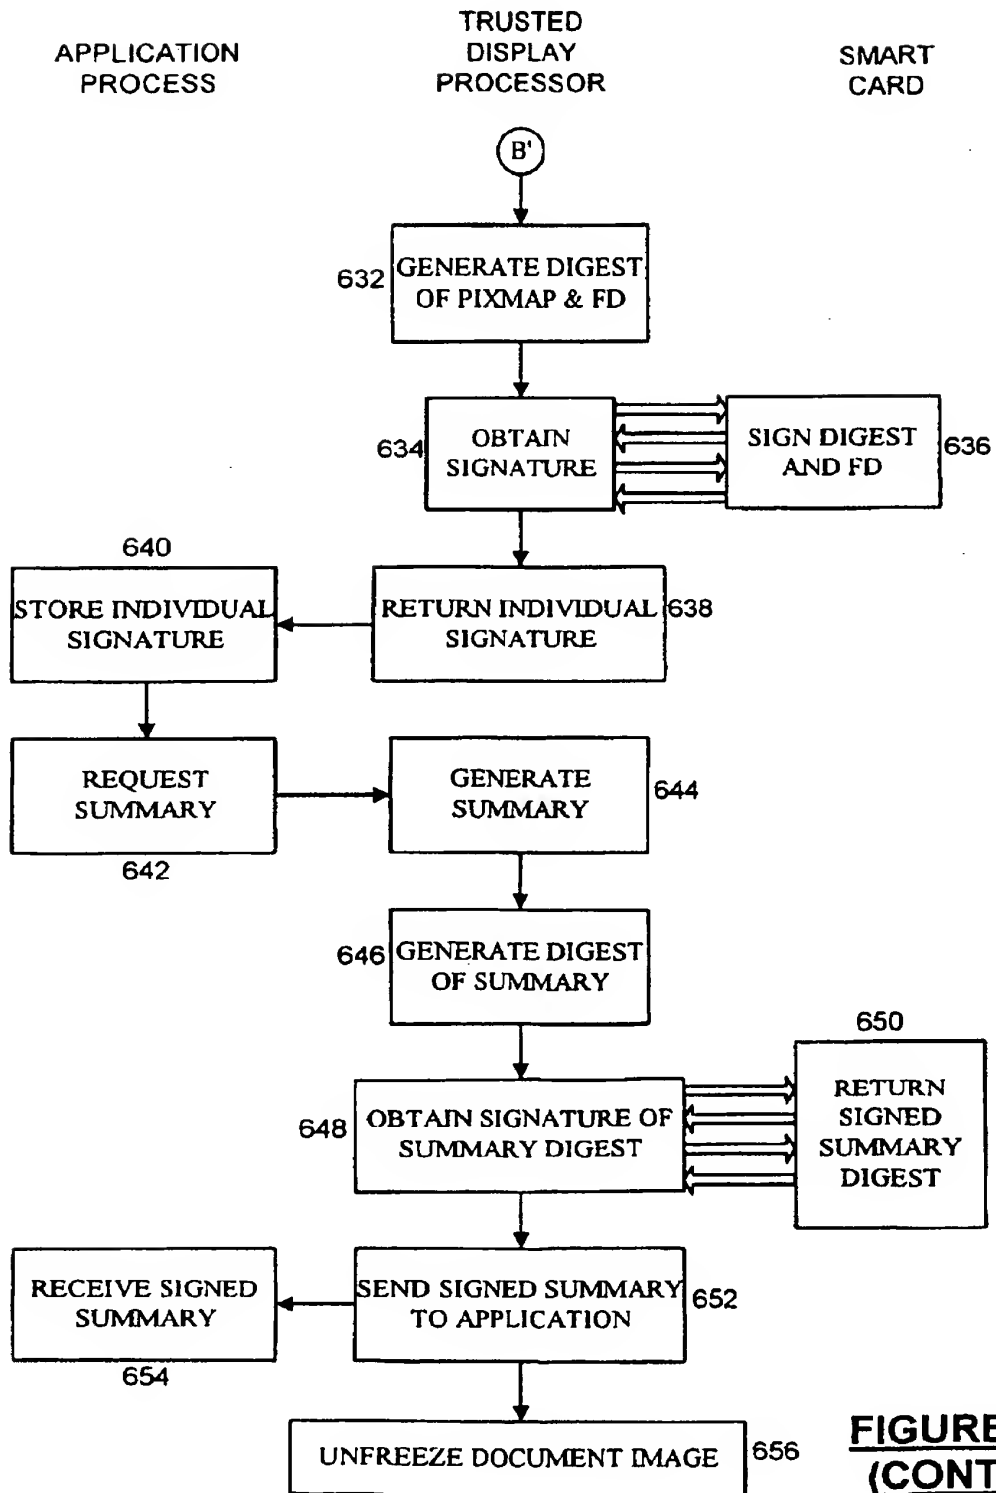 APPLICATION
PROCESS
TRUSTED
DISPLAY
PROCESSOR
SMART
CARD
B'
632
GENERATE DIGEST
OF PIXMAP & FD
634
OBTAIN
SIGNATURE
SIGN DIGEST
AND FD
636
640
STORE INDIVIDUAL
SIGNATURE
RETURN INDIVIDUAL
SIGNATURE
638
REQUEST
SUMMARY
642
GENERATE
SUMMARY
644
646
GENERATE DIGEST
OF SUMMARY
648
OBTAIN SIGNATURE OF
SUMMARY DIGEST
650
RETURN
SIGNED
SUMMARY
DIGEST
RECEIVE SIGNED
SUMMARY
654
SEND SIGNED SUMMARY
TO APPLICATION
652
UNFREEZE DOCUMENT IMAGE
656
FIGURE
(CONT